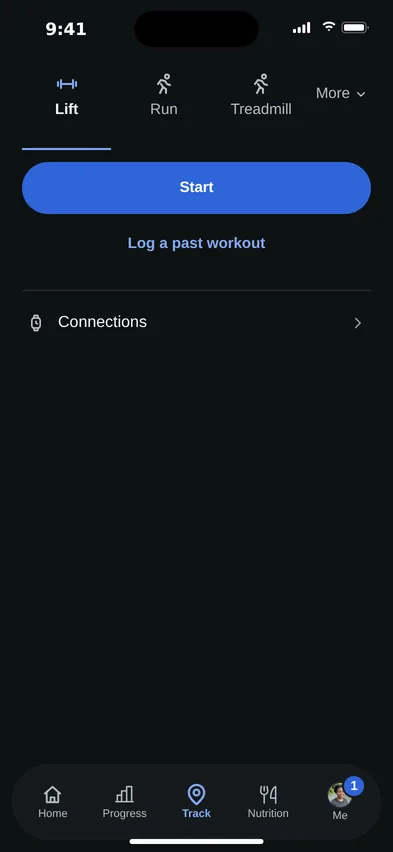 9:41
Lift
Run
Treadmill
More
Start
Log a past workout
Connections
Home
Progress
Track
Nutrition
1
Me